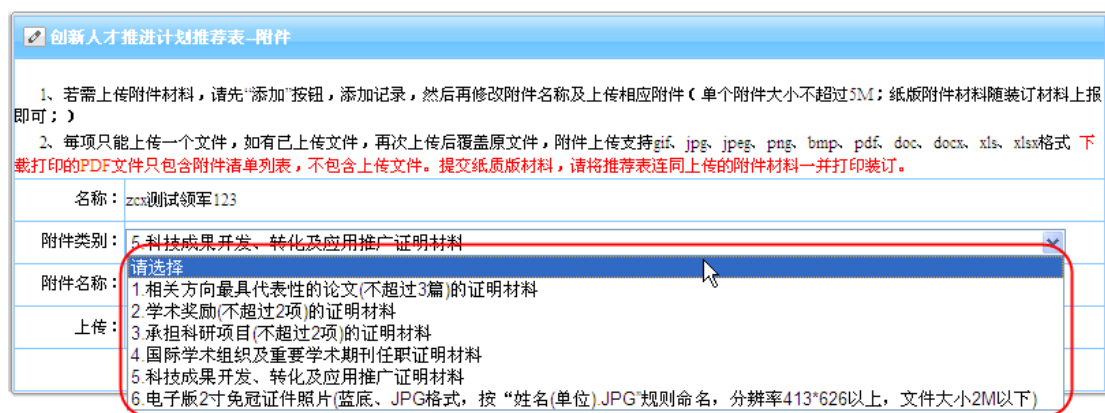 创新人才推进计划推荐表--附件
1、若需上传附件材料，请先“添加”按钮，添加记录，然后再修改附件名称及上传相应附件（单个附件大小不超过5M；纸版附件材料随装订材料上报
即可；）
2、每项只能上传一个文件，如有已上传文件，再次上传后覆盖原文件，附件上传支持gif、jpg、jpeg、png、bmp、pdf、doc、docx、xls、xlsx格式 下
载打印的PDF文件只包含附件清单列表，不包含上传文件。提交纸质版材料，请将推荐表连同上传的附件材料一并打印装订。
名称：zcx测试领军123
附件类别：5.科技成果开发、转化及应用推广证明材料
请选择
附件名称：
1.相关方向最具代表性的论文(不超过3篇)的证明材料
2.学术奖励(不超过2项)的证明材料
上传：
3.承担科研项目(不超过2项)的证明材料
4.国际学术组织及重要学术期刊任职证明材料
5.科技成果开发、转化及应用推广证明材料
6.电子版2寸免冠证件照片(蓝底、JPG格式，按“姓名(单位).JPG”规则命名，分辨率413*626以上，文件大小2M以下)